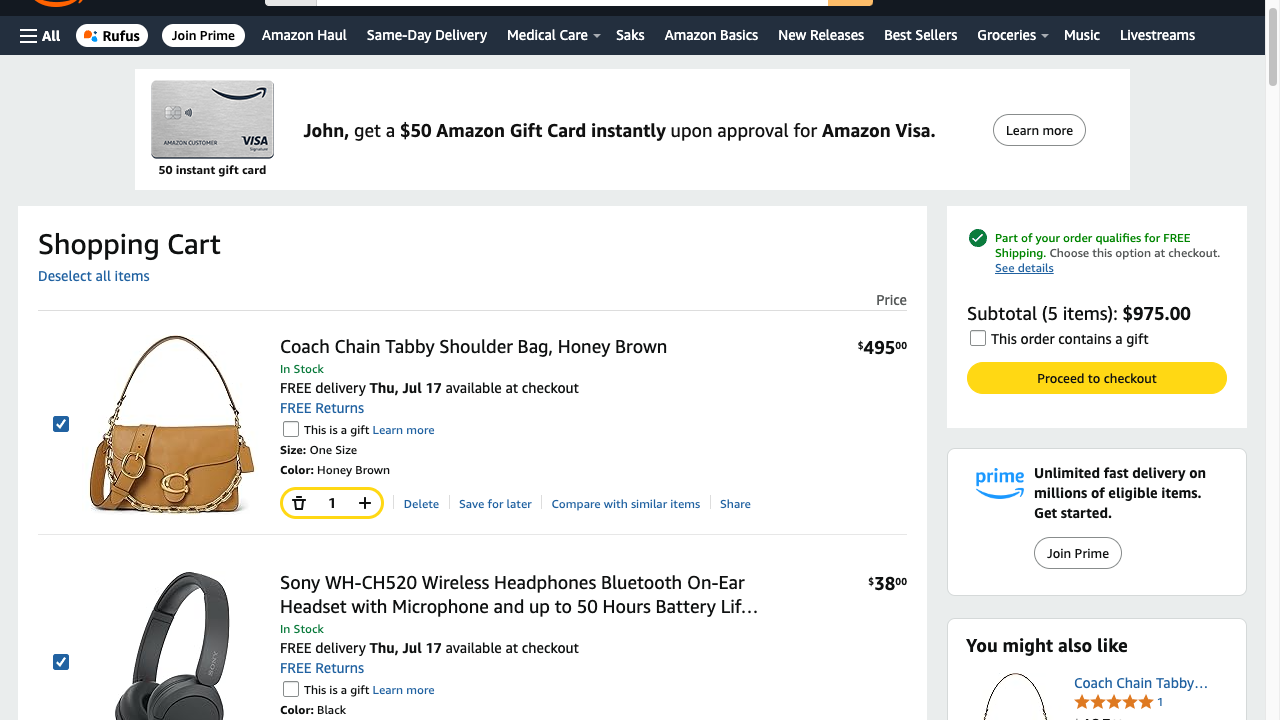 All
Rufus
Join Prime
Amazon Haul
Same-Day Delivery
Medical Care
Saks
Amazon Basics
New Releases
Best Sellers
Groceries
Music
Livestreams
AMAZON CUSTOMER
VISA
Signature
50 instant gift card
John, get a $50 Amazon Gift Card instantly upon approval for Amazon Visa.
Learn more
Shopping Cart
Deselect all items
Price
Coach Chain Tabby Shoulder Bag, Honey Brown
$495⁰⁰
In Stock
FREE delivery Thu, Jul 17 available at checkout
FREE Returns
This is a gift Learn more
Size: One Size
Color: Honey Brown
1
Delete
Save for later
Compare with similar items
Share
Sony WH-CH520 Wireless Headphones Bluetooth On-Ear
Headset with Microphone and up to 50 Hours Battery Lif…
$38⁰⁰
In Stock
FREE delivery Thu, Jul 17 available at checkout
FREE Returns
This is a gift Learn more
Color: Black
SONY
Part of your order qualifies for FREE
Shipping. Choose this option at checkout.
See details
Subtotal (5 items): $975.00
This order contains a gift
Proceed to checkout
prime
Unlimited fast delivery on
millions of eligible items.
Get started.
Join Prime
You might also like
Coach Chain Tabby…
1